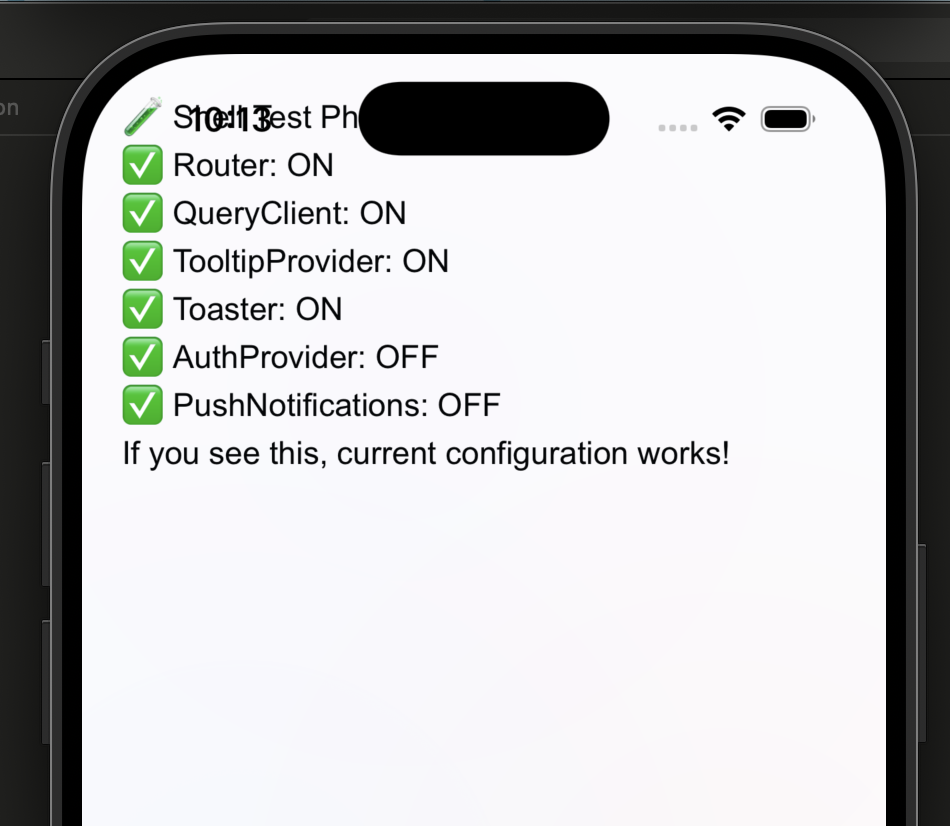 on
10:13
🧪 Shell Test Ph
✅ Router: ON
✅ QueryClient: ON
✅ TooltipProvider: ON
✅ Toaster: ON
✅ AuthProvider: OFF
✅ PushNotifications: OFF
If you see this, current configuration works!